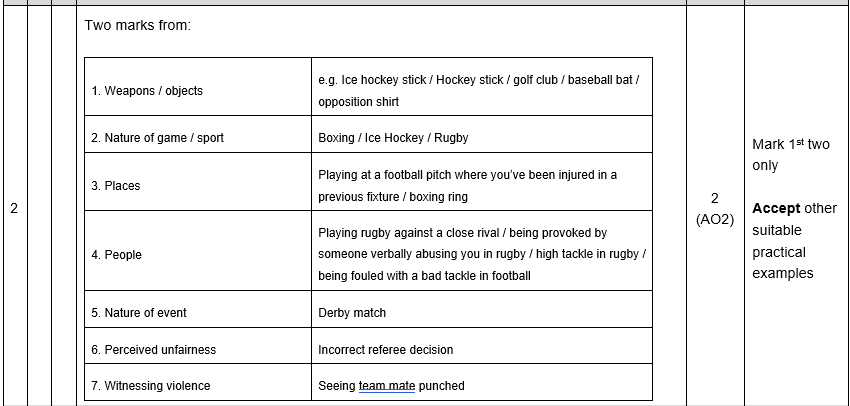 Two marks from:
1. Weapons / objects
e.g. Ice hockey stick / Hockey stick / golf club / baseball bat /
opposition shirt
2. Nature of game / sport
Boxing / Ice Hockey / Rugby
3. Places
Playing at a football pitch where you've been injured in a
previous fixture / boxing ring
4. People
Playing rugby against a close rival / being provoked by
someone verbally abusing you in rugby / high tackle in rugby /
being fouled with a bad tackle in football
5. Nature of event
Derby match
6. Perceived unfairness
Incorrect referee decision
7. Witnessing violence
Seeing team.mate punched
2
2
(AO2)
Mark 1st two
only
Accept other
suitable
practical
examples